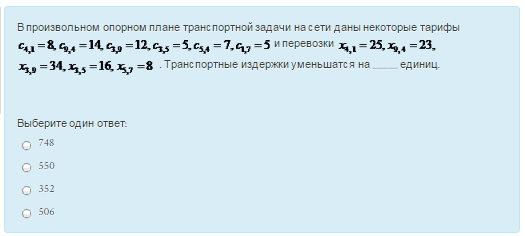 В произвольном опорном плане транспортной задачи на сети даны некоторые тарифы
c₄,₁ = 8, c₉,₄ = 14, c₃,₉ = 12, c₃,₅ = 5, c₅,₄ = 7, c₁,₇ = 5 и перевозки x₄,₁ = 25, x₉,₄ = 23,
x₃,₉ = 34, x₃,₅ = 16, x₅,₇ = 8 . Транспортные издержки уменьшатся на _____ единиц.
Выберите один ответ:
748
550
352
506